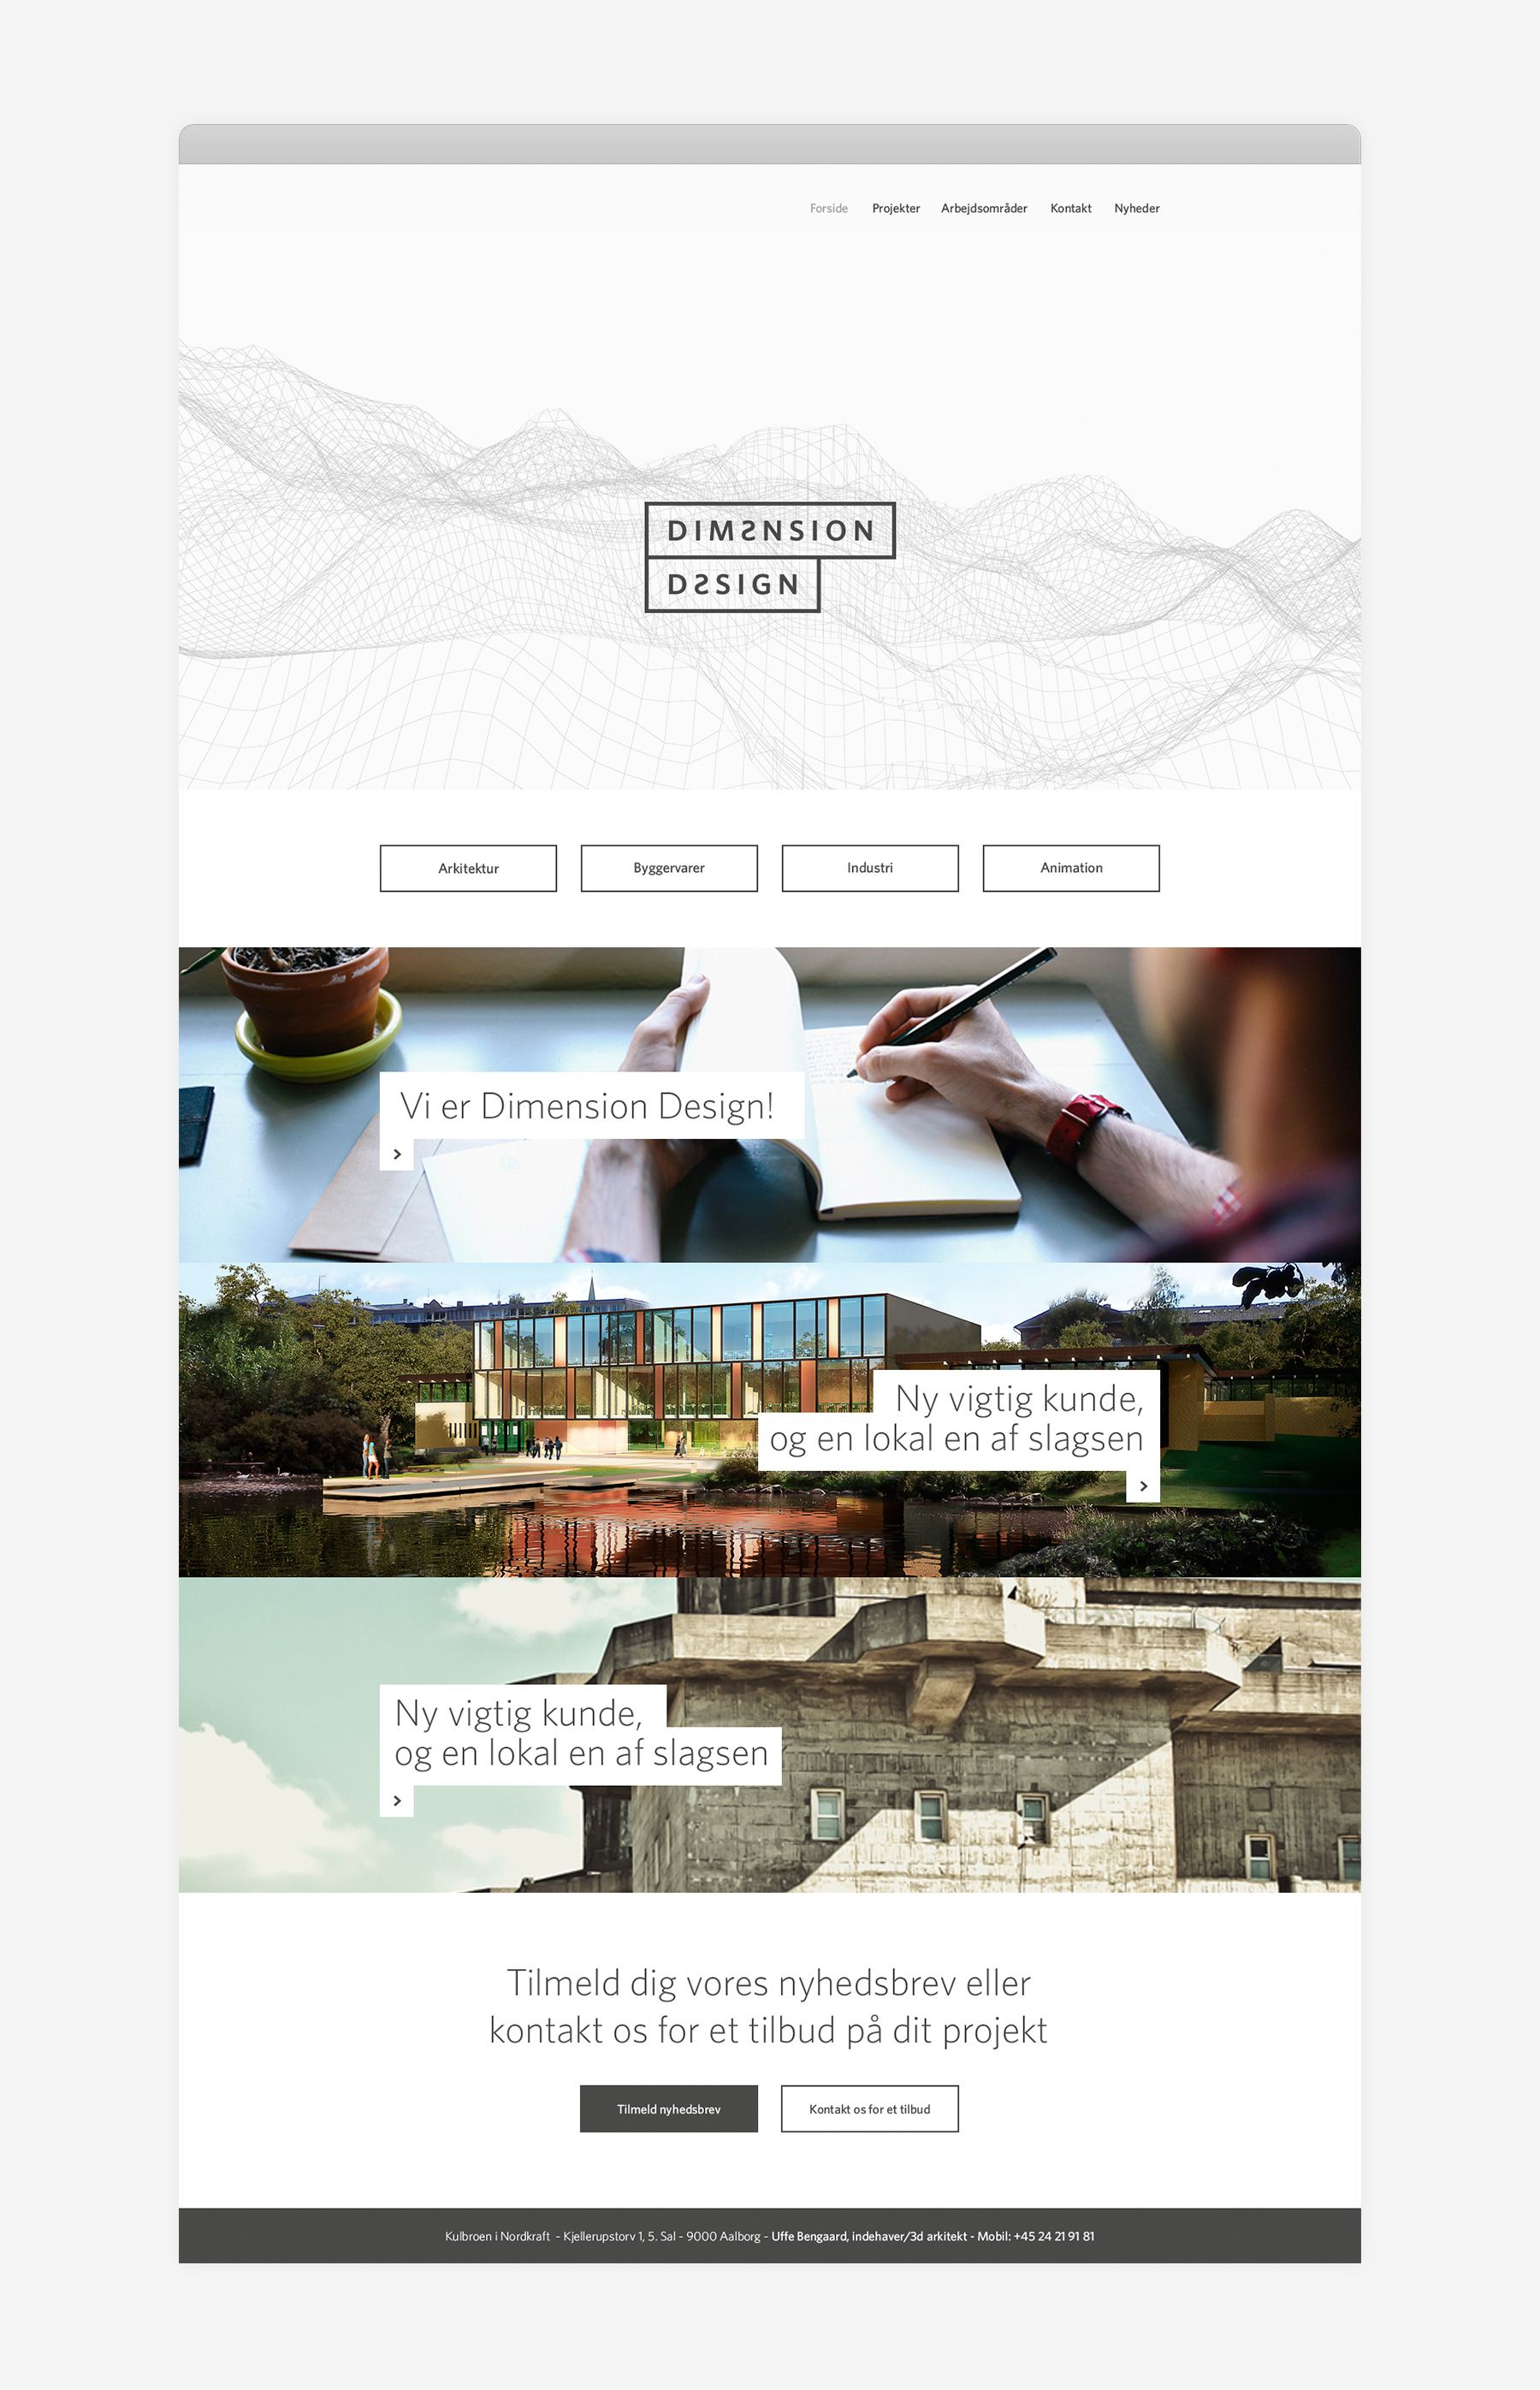 Forside Projekter Arbejdsområder Kontakt Nyheder
DIMƧNSION
DƧSIGN
Arkitektur Byggervarer Industri Animation
Vi er Dimension Design!
Ny vigtig kunde,
og en lokal en af slagsen
Ny vigtig kunde,
og en lokal en af slagsen
Tilmeld dig vores nyhedsbrev eller
kontakt os for et tilbud på dit projekt
Tilmeld nyhedsbrev Kontakt os for et tilbud
Kulbroen i Nordkraft - Kjellerupstorv 1, 5. Sal - 9000 Aalborg - Uffe Bengaard, indehaver/3d arkitekt - Mobil: +45 24 21 91 81